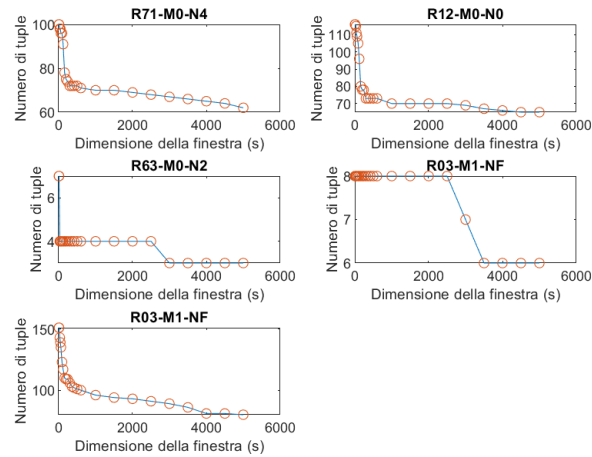 R71-M0-N4
Numero di tuple
100
80
60
0
2000
4000
6000
Dimensione della finestra (s)
R12-M0-N0
Numero di tuple
110
100
90
80
70
0
2000
4000
6000
Dimensione della finestra (s)
R63-M0-N2
Numero di tuple
6
4
0
2000
4000
6000
Dimensione della finestra (s)
R03-M1-NF
Numero di tuple
8
7
6
0
2000
4000
6000
Dimensione della finestra (s)
R03-M1-NF
Numero di tuple
150
100
0
2000
4000
6000
Dimensione della finestra (s)